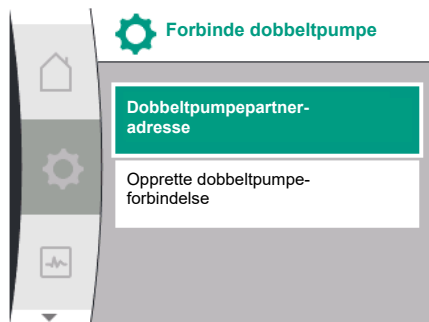 Forbinde dobbeltpumpe
Dobbeltpumpepartner-
adresse
Opprette dobbeltpumpe-
forbindelse